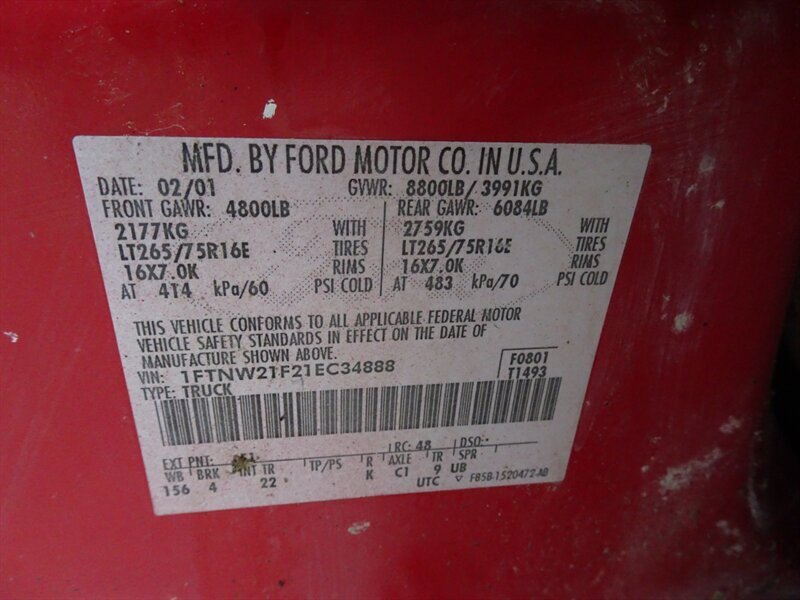 MFD. BY FORD MOTOR CO. IN U.S.A.
DATE: 02/01 GVWR: 8800LB/ 3991KG
FRONT GAWR: 4800LB REAR GAWR: 6084LB
2177KG WITH 2759KG WITH
LT265/75R16E TIRES LT265/75R16E TIRES
16X7.0K RIMS 16X7.0K RIMS
AT 414 kPa/60 PSI COLD AT 483 kPa/70 PSI COLD
THIS VEHICLE CONFORMS TO ALL APPLICABLE FEDERAL MOTOR
VEHICLE SAFETY STANDARDS IN EFFECT ON THE DATE OF
MANUFACTURE SHOWN ABOVE.
VIN: 1FTNW21F21EC34888 F0801
TYPE: TRUCK T1493
EXT PNT: RC: 48 DSO:
WB BRK INT TR TP/PS R AXLE TR SPR
156 4 22 K C1 9 UB
UTC ▽ F85B-1520472-AB